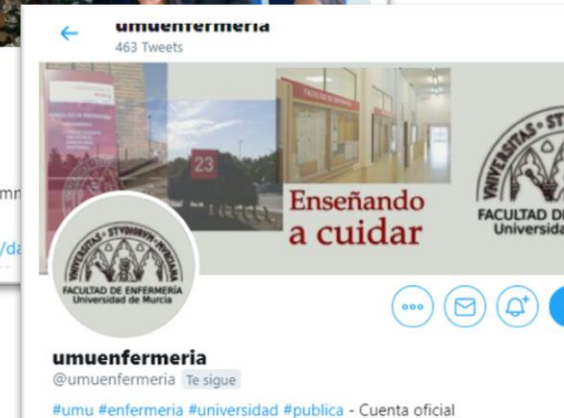 umuenfermeria
463 Tweets
FACULTAD DE ENFERMERÍA
23
Enseñando
a cuidar
FACULTAD DE ENFERMERÍA
Universidad de Murcia
umuenfermeria
@umuenfermeria Te sigue
#umu #enfermeria #universidad #publica - Cuenta oficial